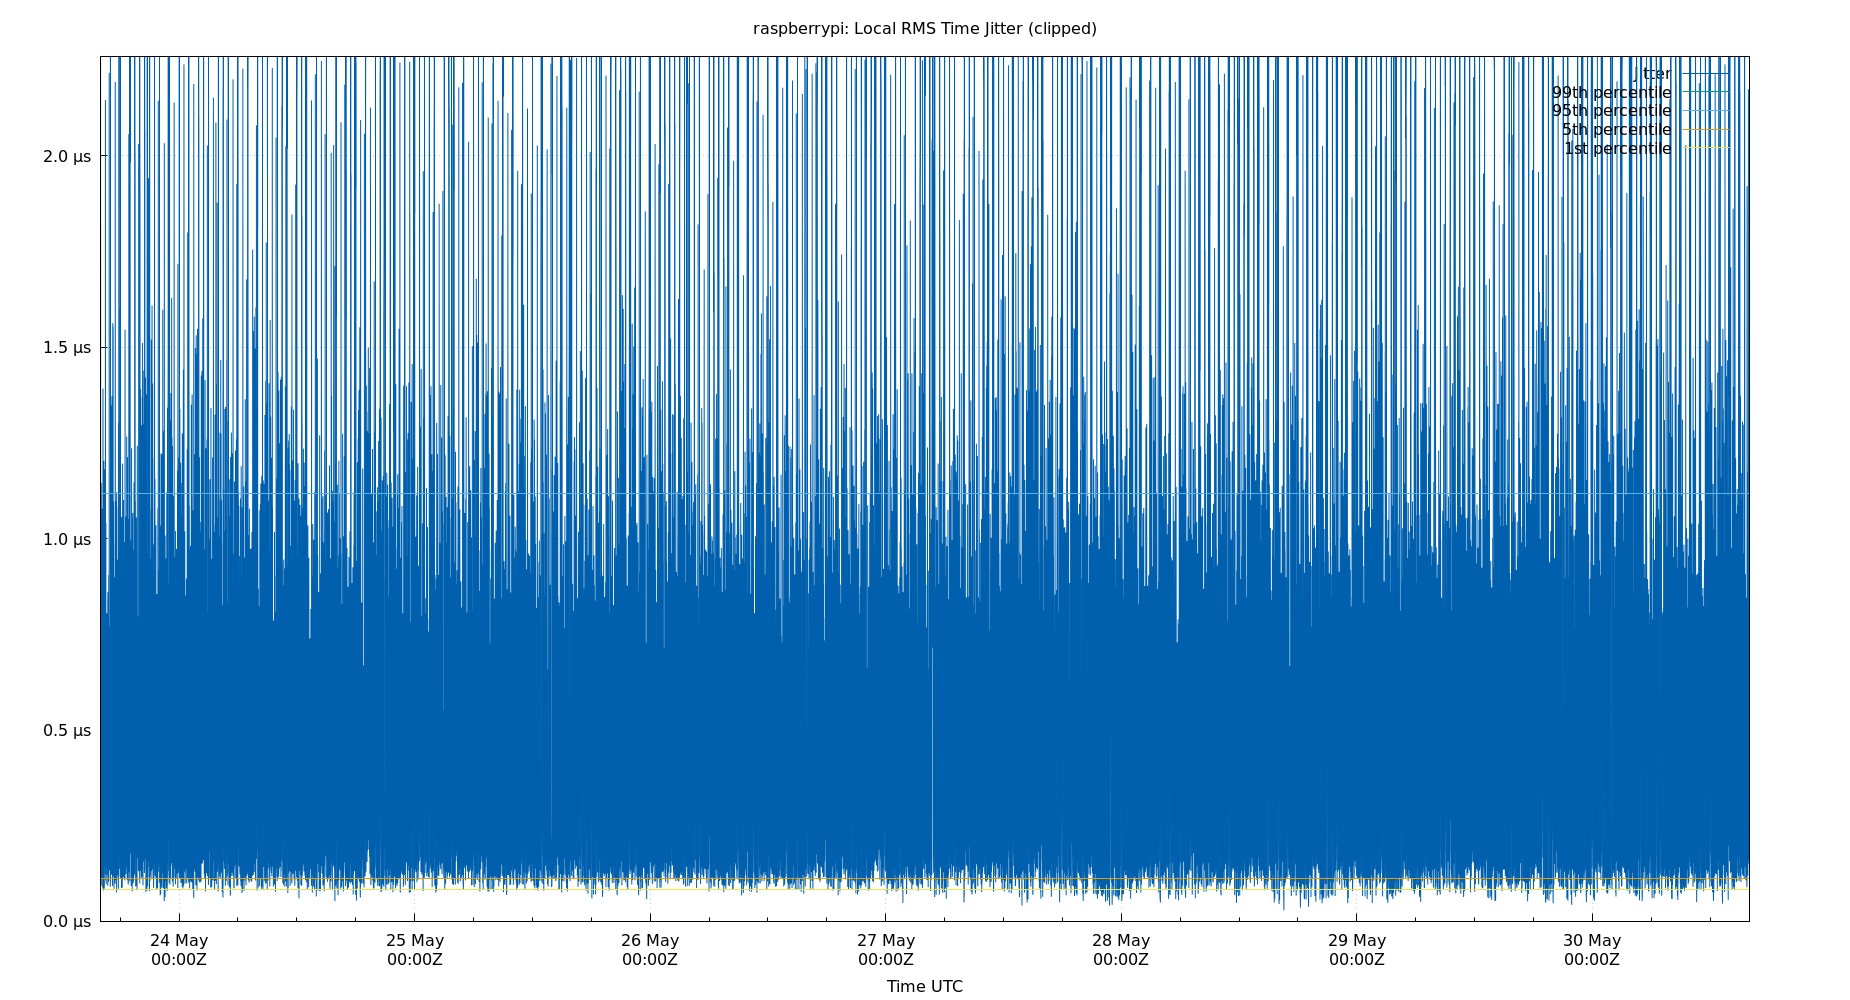 raspberrypi: Local RMS Time Jitter (clipped)
Jitter
99th percentile
95th percentile
5th percentile
1st percentile
2.0 μs
1.5 μs
1.0 μs
0.5 μs
0.0 μs
24 May 25 May 26 May 27 May 28 May 29 May 30 May
00:00Z 00:00Z 00:00Z 00:00Z 00:00Z 00:00Z 00:00Z
Time UTC